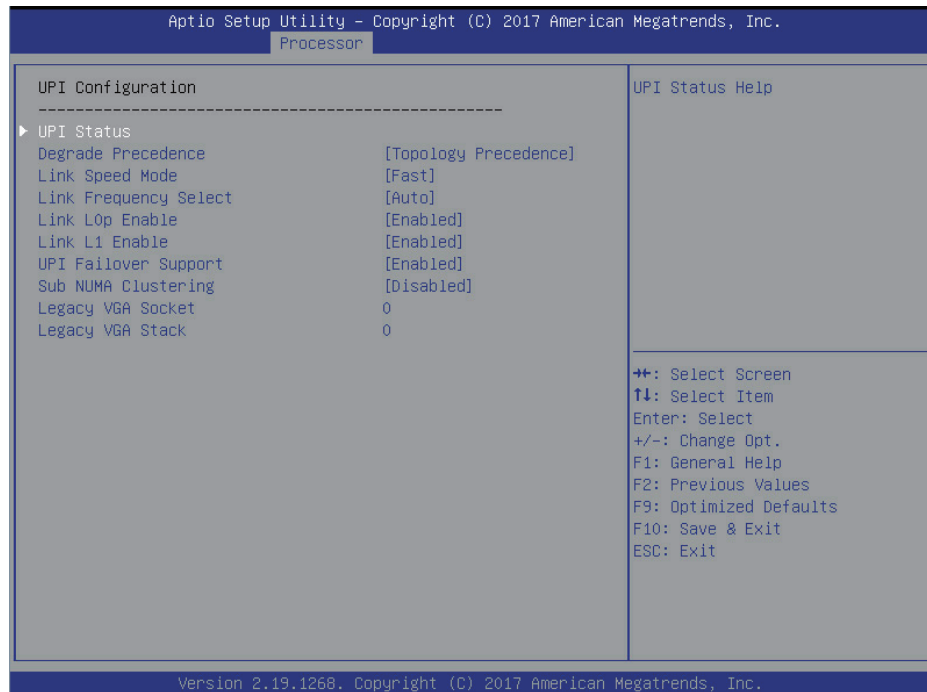 Aptio Setup Utility – Copyright (C) 2017 American Megatrends, Inc.
Processor
UPI Configuration
--------------------------------------------------
UPI Status
Degrade Precedence [Topology Precedence]
Link Speed Mode [Fast]
Link Frequency Select [Auto]
Link L0p Enable [Enabled]
Link L1 Enable [Enabled]
UPI Failover Support [Enabled]
Sub NUMA Clustering [Disabled]
Legacy VGA Socket 0
Legacy VGA Stack 0
UPI Status Help
→←: Select Screen
↑↓: Select Item
Enter: Select
+/-: Change Opt.
F1: General Help
F2: Previous Values
F9: Optimized Defaults
F10: Save & Exit
ESC: Exit
Version 2.19.1268. Copyright (C) 2017 American Megatrends, Inc.